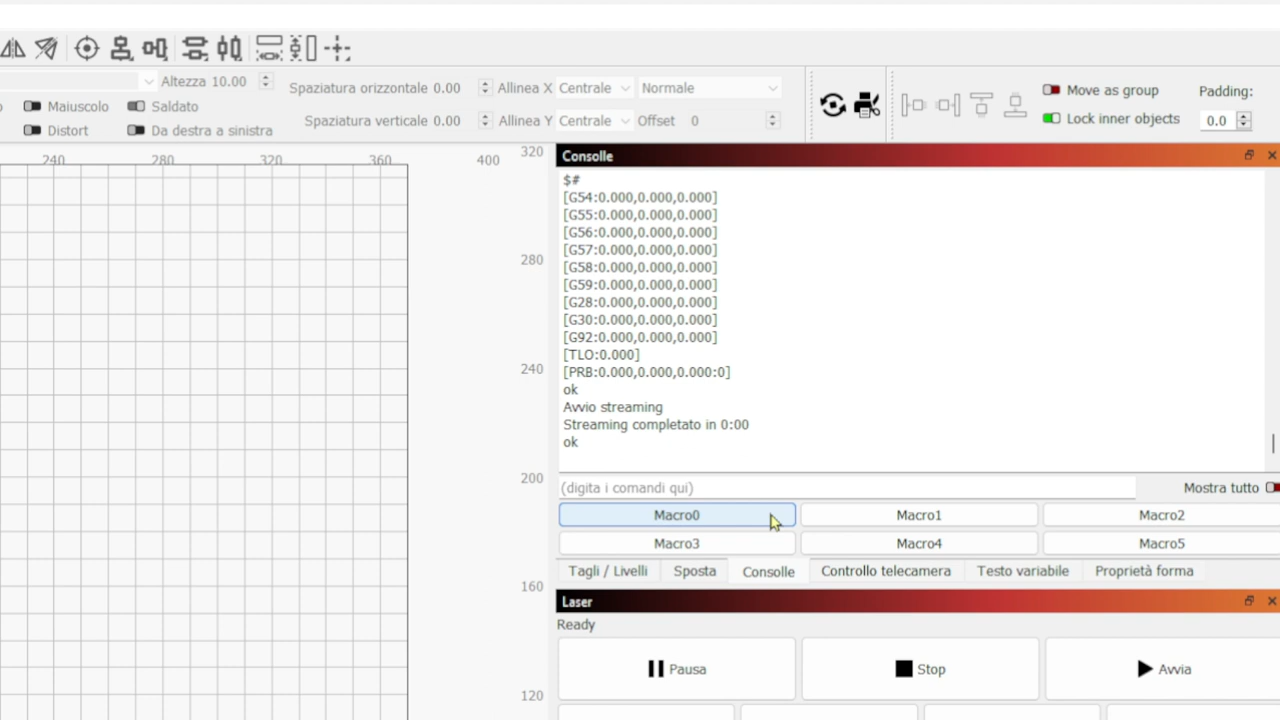 Altezza 10.00
Spaziatura orizzontale 0.00
Allinea X Centrale
Normale
Maiuscolo
Saldato
Distort
Da destra a sinistra
Spaziatura verticale 0.00
Allinea Y Centrale
Offset 0
Move as group
Padding:
Lock inner objects
0.0
240 280 320 360 400
320
280
240
200
160
120
Consolle
$#
[G54:0.000,0.000,0.000]
[G55:0.000,0.000,0.000]
[G56:0.000,0.000,0.000]
[G57:0.000,0.000,0.000]
[G58:0.000,0.000,0.000]
[G59:0.000,0.000,0.000]
[G28:0.000,0.000,0.000]
[G30:0.000,0.000,0.000]
[G92:0.000,0.000,0.000]
[TLO:0.000]
[PRB:0.000,0.000,0.000:0]
ok
Avvio streaming
Streaming completato in 0:00
ok
(digita i comandi qui)
Mostra tutto
Macro0 Macro1 Macro2
Macro3 Macro4 Macro5
Tagli / Livelli Sposta Consolle Controllo telecamera Testo variabile Proprietà forma
Laser
Ready
Pausa Stop Avvia